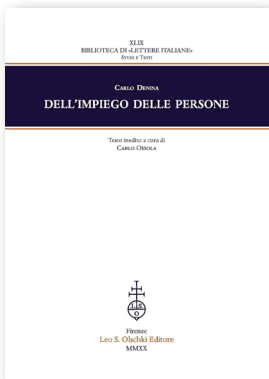 XLIX
BIBLIOTECA DI «LETTERE ITALIANE»
STUDI E TESTI
CARLO DENINA
DELL'IMPIEGO DELLE PERSONE
Testo inedito a cura di
CARLO OSSOLA
L S
O
Firenze
Leo S. Olschki Editore
MMXX